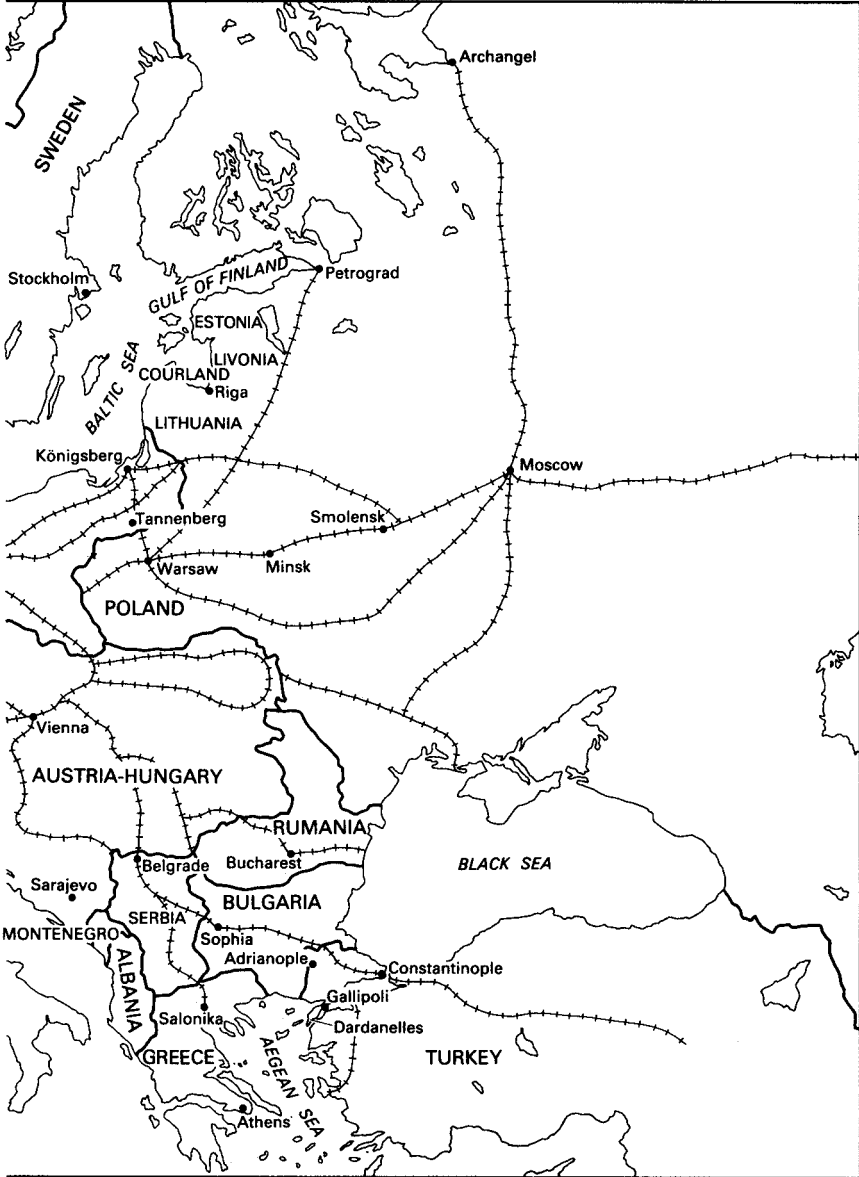 Archangel
SWEDEN
Stockholm
GULF OF FINLAND
Petrograd
ESTONIA
LIVONIA
BALTIC SEA
COURLAND
Riga
LITHUANIA
Königsberg
Moscow
Tannenberg
Smolensk
Warsaw
Minsk
POLAND
Vienna
AUSTRIA-HUNGARY
RUMANIA
Belgrade
Bucharest
BLACK SEA
Sarajevo
SERBIA
BULGARIA
MONTENEGRO
Sophia
ALBANIA
Adrianople
Constantinople
Gallipoli
Salonika
Dardanelles
GREECE
AEGEAN SEA
TURKEY
Athens